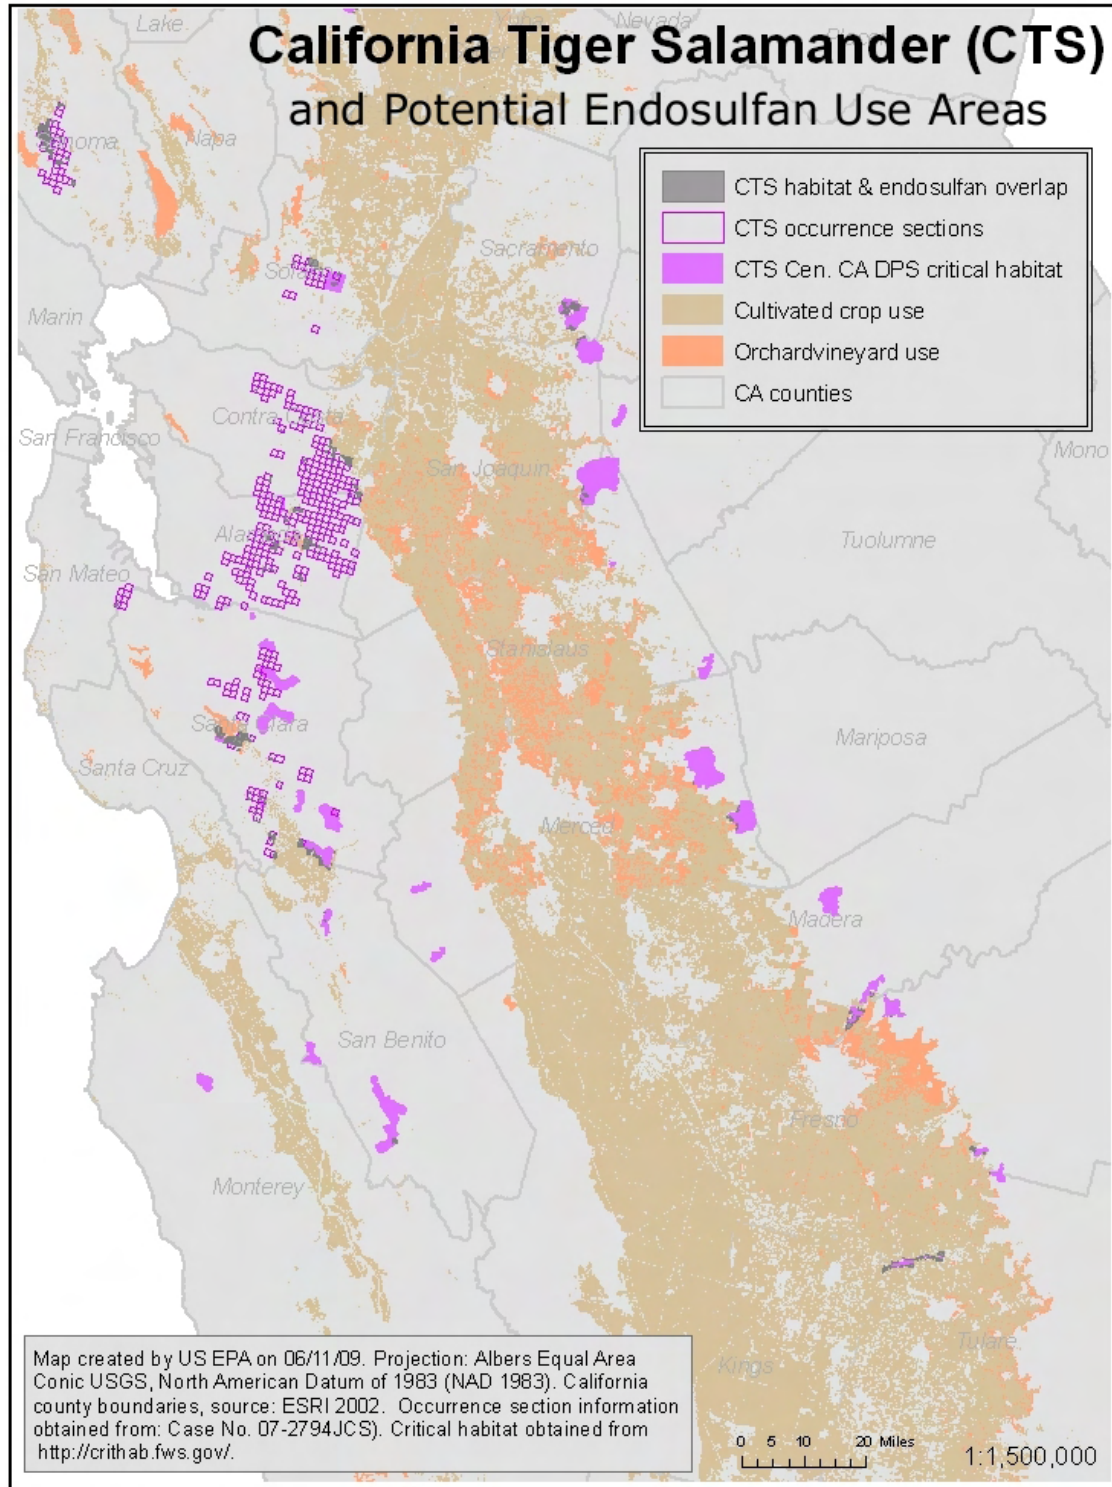 California Tiger Salamander (CTS)
and Potential Endosulfan Use Areas
CTS habitat & endosulfan overlap
CTS occurrence sections
CTS Cen. CA DPS critical habitat
Cultivated crop use
Orchardvineyard use
CA counties
Lake
Nevada
Sonoma
Napa
Sacramento
Solano
Marin
Contra Costa
San Francisco
San Joaquin
Mono
Alameda
Tuolumne
San Mateo
Stanislaus
Santa Clara
Mariposa
Santa Cruz
Merced
Madera
San Benito
Fresno
Monterey
Tulare
Kings
Map created by US EPA on 06/11/09. Projection: Albers Equal Area
Conic USGS, North American Datum of 1983 (NAD 1983). California
county boundaries, source: ESRI 2002. Occurrence section information
obtained from: Case No. 07-2794JCS). Critical habitat obtained from
http://crithab.fws.gov/.
0 5 10 20 Miles
1:1,500,000